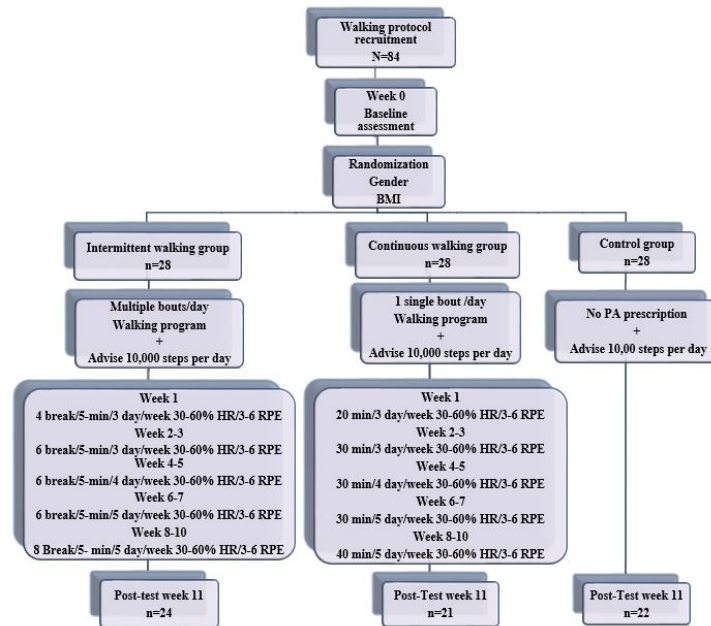 Walking protocol
recruitment
N=84
Week 0
Baseline
assessment
Randomization
Gender
BMI
Intermittent walking group
n=28
Continuous walking group
n=28
Control group
n=28
Multiple bouts/day
Walking program
+
Advise 10,000 steps per day
1 single bout /day
Walking program
+
Advise 10,000 steps per day
No PA prescription
+
Advise 10,00 steps per day
Week 1
4 break/5-min/3 day/week 30-60% HR/3-6 RPE
Week 2-3
6 break/5-min/3 day/week 30-60% HR/3-6 RPE
Week 4-5
6 break/5-min/4 day/week 30-60% HR/3-6 RPE
Week 6-7
6 break/5-min/5 day/week 30-60% HR/3-6 RPE
Week 8-10
8 Break/5- min/5 day/week 30-60% HR/3-6 RPE
Week 1
20 min/3 day/week 30-60% HR/3-6 RPE
Week 2-3
30 min/3 day/week 30-60% HR/3-6 RPE
Week 4-5
30 min/4 day/week 30-60% HR/3-6 RPE
Week 6-7
30 min/5 day/week 30-60% HR/3-6 RPE
Week 8-10
40 min/5 day/week 30-60% HR/3-6 RPE
Post-test week 11
n=24
Post-Test week 11
n=21
Post-Test week 11
n=22